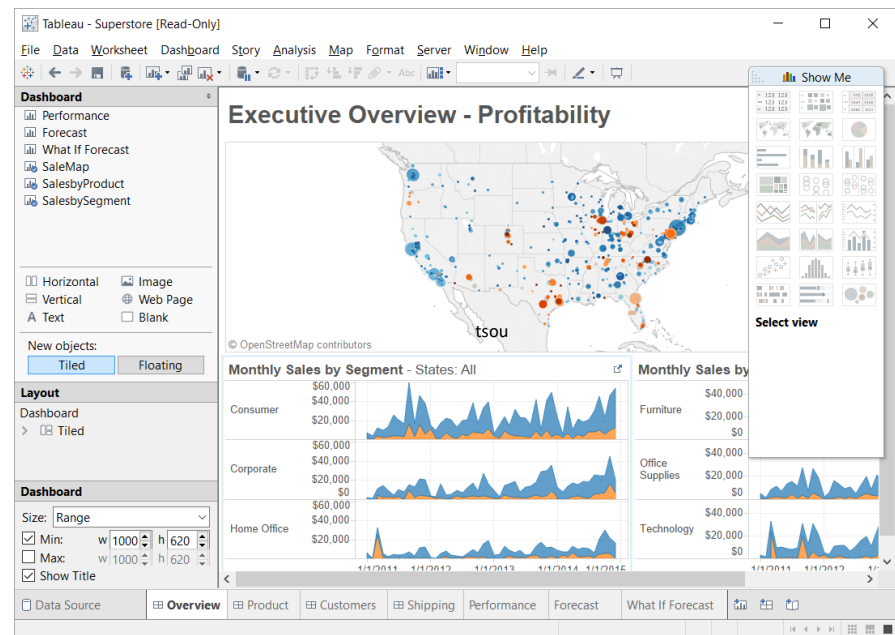 Tableau - Superstore [Read-Only]
File Data Worksheet Dashboard Story Analysis Map Format Server Window Help
Abc
Show Me
Dashboard
Performance
Forecast
What If Forecast
SaleMap
SalesbyProduct
SalesbySegment
Horizontal Image
Vertical Web Page
A Text Blank
New objects:
Tiled Floating
Layout
Dashboard
Tiled
Dashboard
Size: Range
Min: w 1000 h 620
Max: w 1000 h 620
Show Title
Executive Overview - Profitability
tsou
© OpenStreetMap contributors
Select view
Monthly Sales by Segment - States: All
Consumer
$60,000
$40,000
$20,000
Corporate
$60,000
$40,000
$20,000
$0
Home Office
$60,000
$40,000
$20,000
1/1/2011 1/1/2012 1/1/2013 1/1/2014 1/1/2015
Monthly Sales by
Furniture
$40,000
$20,000
$0
Office
Supplies
$40,000
$20,000
$0
Technology
$40,000
$20,000
$0
1/1/2011 1/1/2012
Data Source Overview Product Customers Shipping Performance Forecast What If Forecast